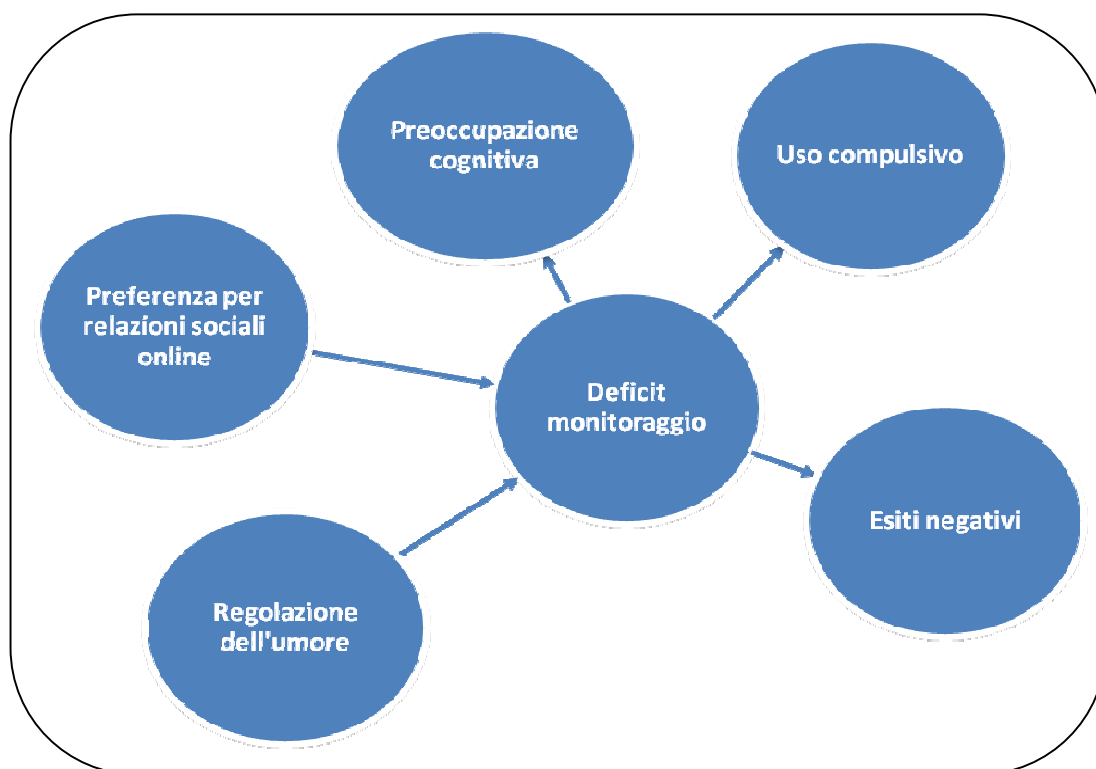 Preoccupazione
cognitiva
Uso compulsivo
Preferenza per
relazioni sociali
online
Deficit
monitoraggio
Esiti negativi
Regolazione
dell'umore